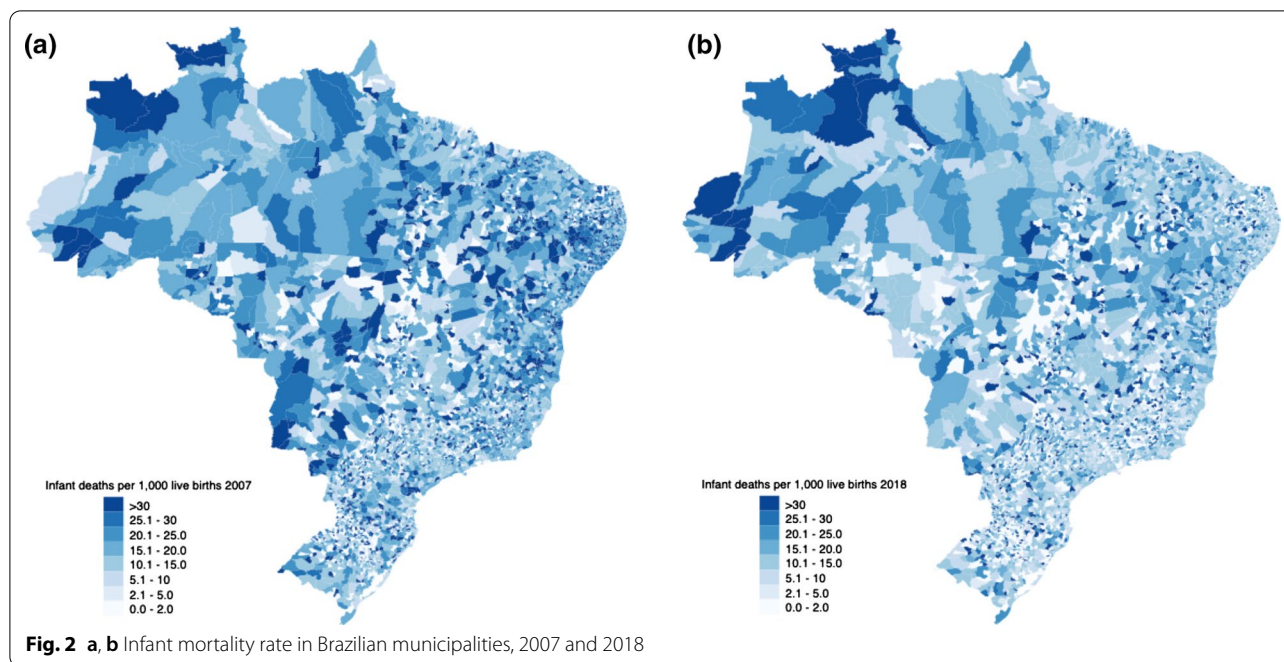 (a)
Infant deaths per 1,000 live births 2007
>30
25.1 - 30
20.1 - 25.0
15.1 - 20.0
10.1 - 15.0
5.1 - 10
2.1 - 5.0
0.0 - 2.0
(b)
Infant deaths per 1,000 live births 2018
>30
25.1 - 30
20.1 - 25.0
15.1 - 20.0
10.1 - 15.0
5.1 - 10
2.1 - 5.0
0.0 - 2.0
Fig. 2 a, b Infant mortality rate in Brazilian municipalities, 2007 and 2018